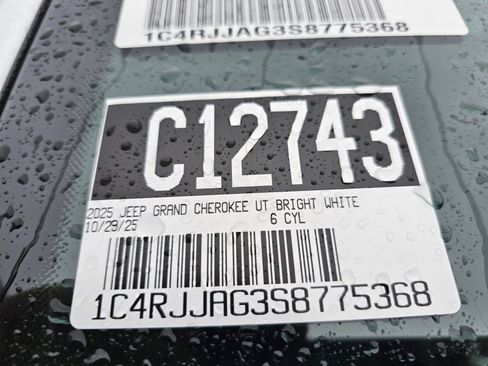 1C4RJJAG3S8775368
C12743
2025 JEEP GRAND CHEROKEE UT BRIGHT WHITE
10/29/25 6 CYL
1C4RJJAG3S8775368